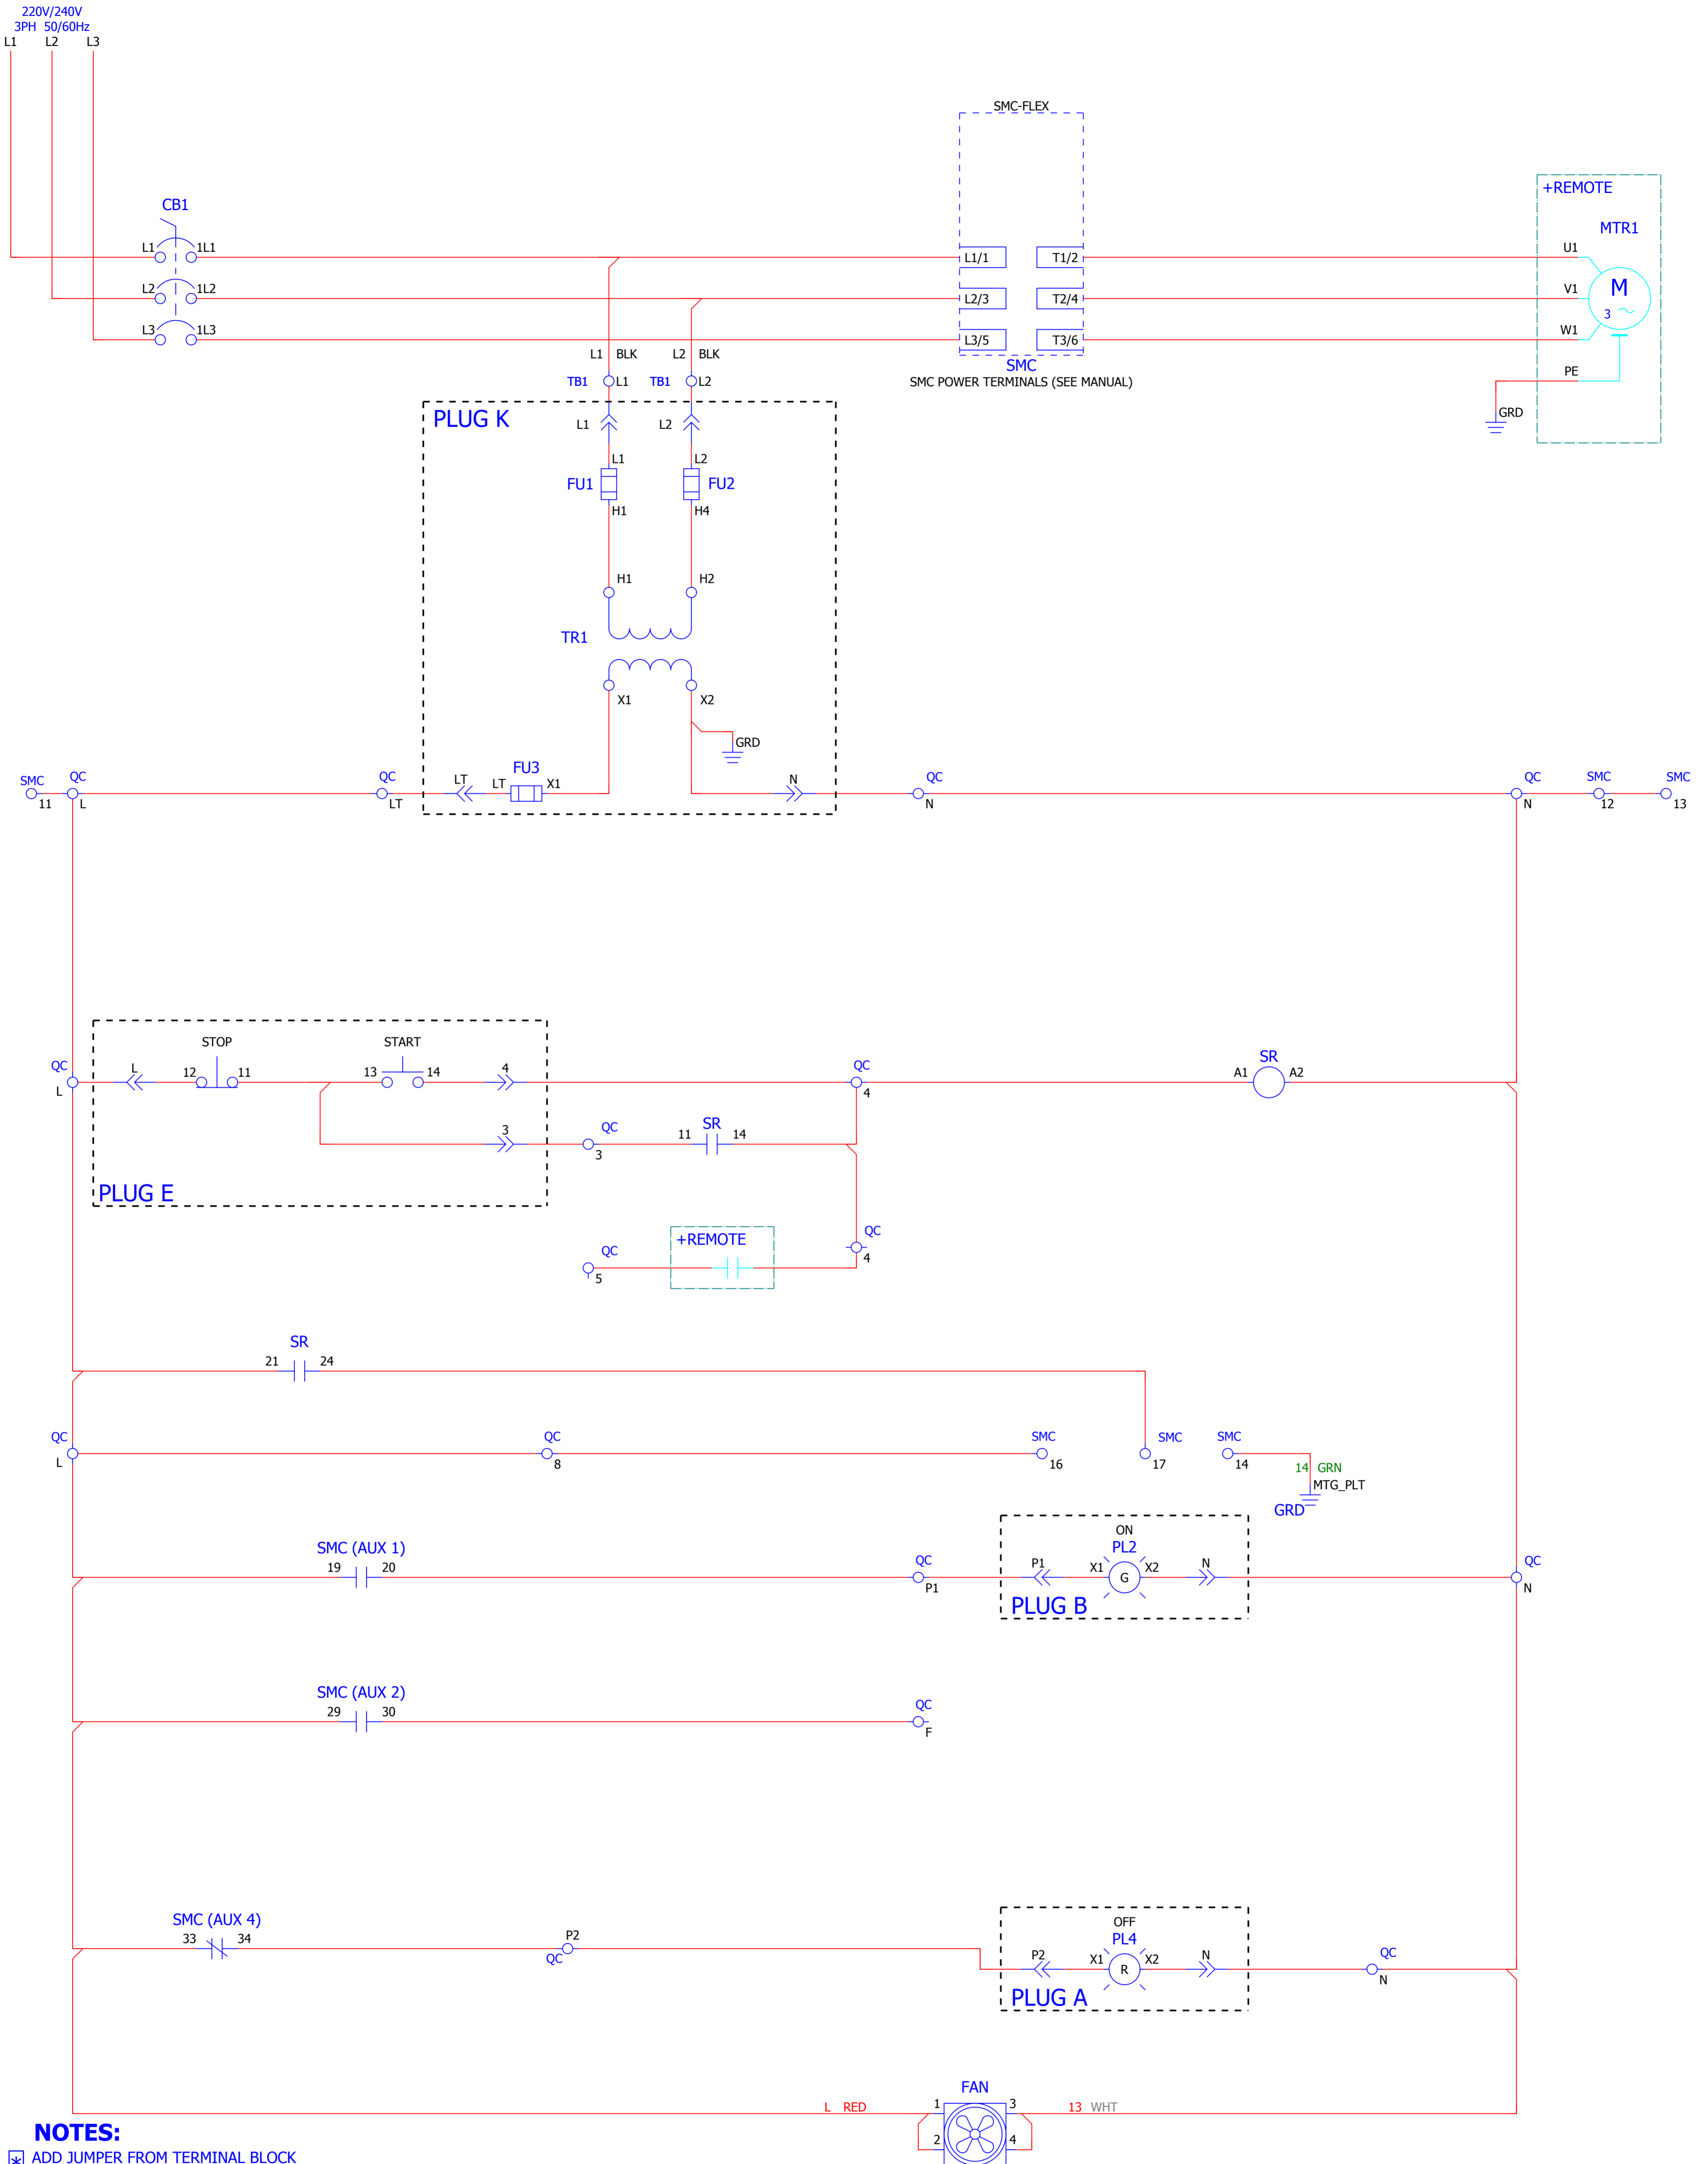 220V/240V
3PH 50/60Hz
L1 L2 L3
SMC-FLEX
+REMOTE
CB1
MTR1
L1 1L1 L1/1 T1/2 U1
L2 1L2 L2/3 T2/4 V1 M
3
L3 1L3 L3/5 T3/6 W1
L1 BLK L2 BLK
SMC
SMC POWER TERMINALS (SEE MANUAL)
PE
TB1 L1 TB1 L2
GRD
PLUG K
L1 L2
L1 L2
FU1 FU2
H1 H4
H1 H2
TR1
X1 X2
GRD
SMC QC QC LT LT FU3 X1 N QC QC SMC SMC
11 L LT N N 12 13
STOP START
QC L 12 11 13 14 4 QC SR
L 4 A1 A2
3 QC 11 SR 14
3
PLUG E
QC +REMOTE QC
5 4
SR
21 24
QC QC SMC SMC SMC
L 8 16 17 14
14 GRN
MTG_PLT
GRD
ON
SMC (AUX 1) PL2
19 20 QC P1 X1 G X2 N QC
P1 N
PLUG B
SMC (AUX 2)
29 30 QC
F
SMC (AUX 4) OFF
33 34 P2 PL4
QC P2 X1 R X2 N QC
N
PLUG A
FAN
L RED 1 3 13 WHT
2 4
NOTES:
* ADD JUMPER FROM TERMINAL BLOCK